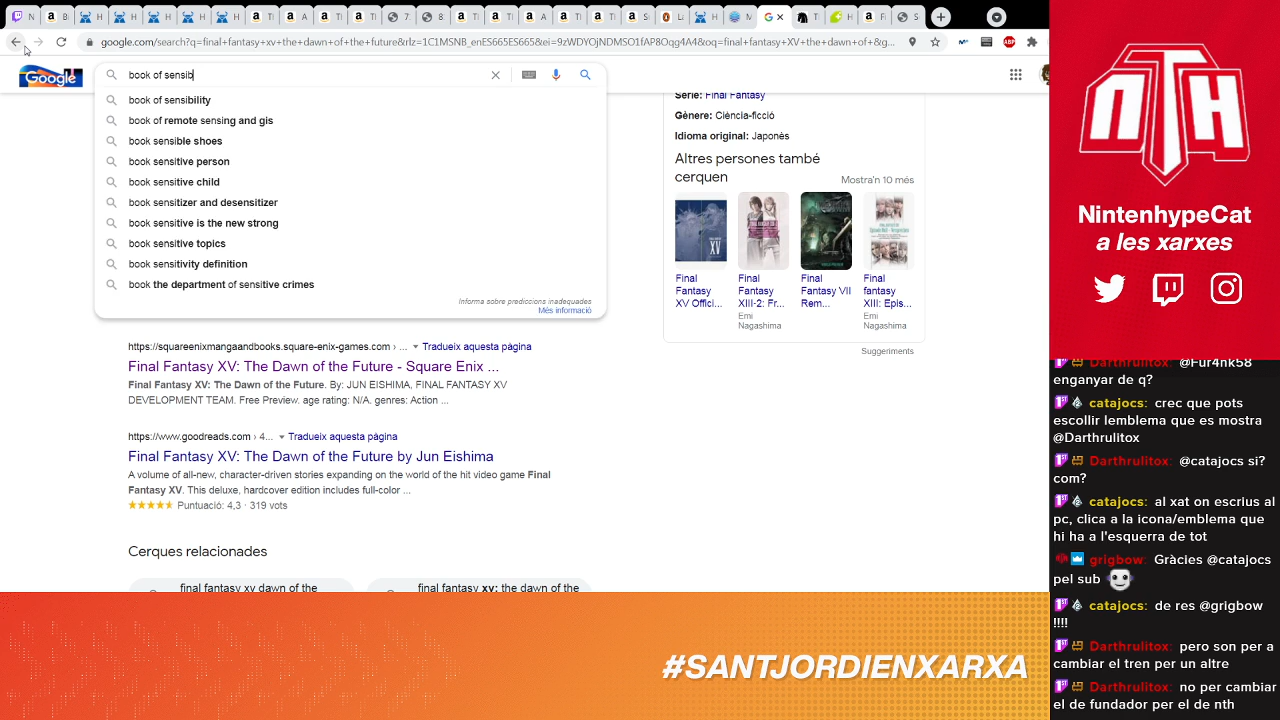 google.com/search?q=final+fantasy+xv+the+dawn+of+the+future&rlz=1C1MSNB_enES665ES665&ei=9zWDYOjNDMSO1fAP8Oqg4A4&oq=final+fantasy+XV+the+dawn+of+&g...
Google
book of sensib
book of sensibility
book of remote sensing and gis
book sensible shoes
book sensitive person
book sensitive child
book sensitizer and desensitizer
book sensitive is the new strong
book sensitive topics
book sensitivity definition
book the department of sensitive crimes
Informa sobre prediccions inadequades
Més informació
https://squareenixmangaandbooks.square-enix-games.com › ... Tradueix aquesta pàgina
Final Fantasy XV: The Dawn of the Future - Square Enix ...
Final Fantasy XV: The Dawn of the Future. By: JUN EISHIMA, FINAL FANTASY XV
DEVELOPMENT TEAM. Free Preview. age rating: N/A. genres: Action ...
https://www.goodreads.com › 4... Tradueix aquesta pàgina
Final Fantasy XV: The Dawn of the Future by Jun Eishima
A volume of all-new, character-driven stories expanding on the world of the hit video game Final
Fantasy XV. This deluxe, hardcover edition includes full-color ...
Puntuació: 4,3 · 319 vots
Cerques relacionades
final fantasy xv dawn of the
final fantasy xv: the dawn of the
Sèrie: Final Fantasy
Gènere: Ciència-ficció
Idioma original: Japonès
Altres persones també
cerquen
Mostra'n 10 més
Final
Fantasy
XV Offici...
Final
Fantasy
XIII-2: Fr...
Emi
Nagashima
Final
Fantasy VII
Rem...
Final
fantasy
XIII: Epis...
Emi
Nagashima
Suggeriments
#SANTJORDIENXARXA
NTH
NintenhypeCat
a les xarxes
Darthrulitox: @Fur4nk58
enganyar de q?
catajocs: crec que pots
escollir lemblema que es mostra
@Darthrulitox
Darthrulitox: @catajocs si?
com?
catajocs: al xat on escrius al
pc, clica a la icona/emblema que
hi ha a l'esquerra de tot
grigbow: Gràcies @catajocs
pel sub
catajocs: de res @grigbow
!!!!
Darthrulitox: pero son per a
cambiar el tren per un altre
Darthrulitox: no per cambiar
el de fundador per el de nth